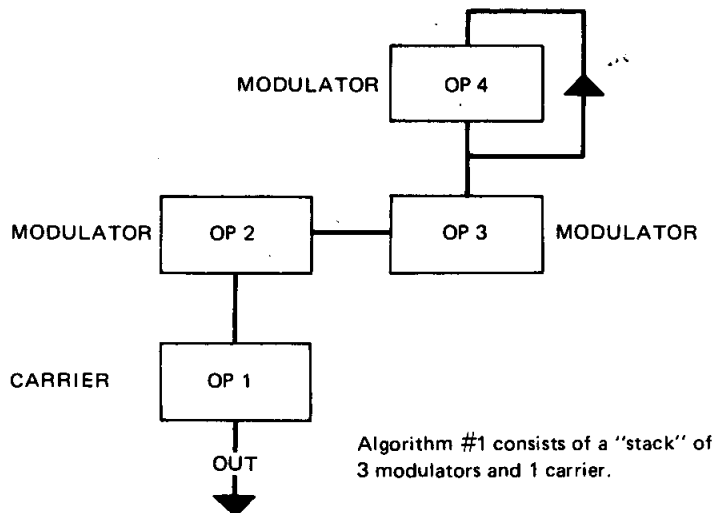 MODULATOR OP 4
MODULATOR OP 2 OP 3 MODULATOR
CARRIER OP 1
OUT
Algorithm #1 consists of a "stack" of
3 modulators and 1 carrier.